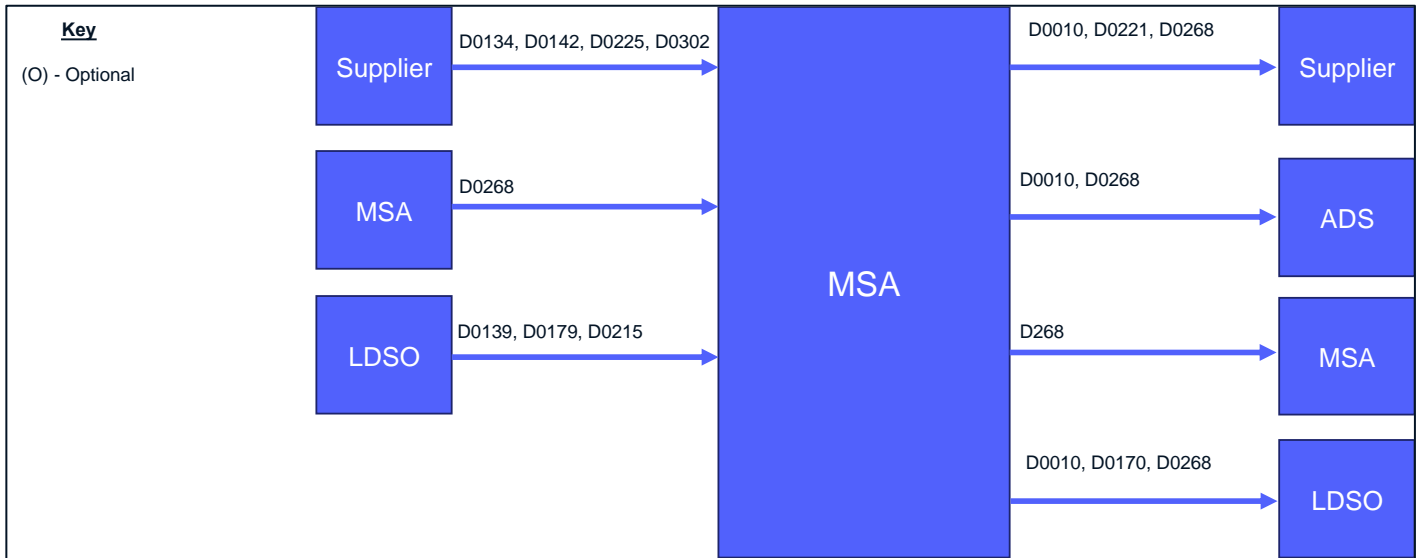 Key
(O) - Optional
Supplier
D0134, D0142, D0225, D0302
MSA
D0268
LDSO
D0139, D0179, D0215
MSA
D0010, D0221, D0268
Supplier
D0010, D0268
ADS
D268
MSA
D0010, D0170, D0268
LDSO